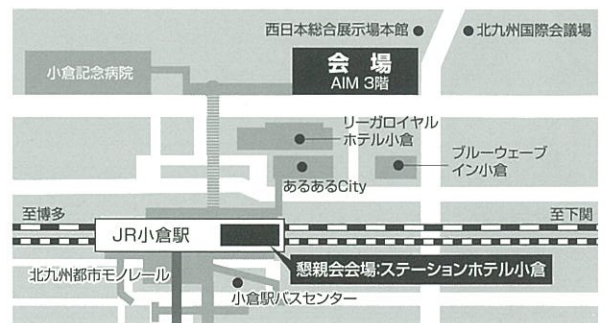 西日本総合展示場本館
北九州国際会議場
小倉記念病院
会 場
AIM 3階
リーガロイヤル
ホテル小倉
ブルーウェーブ
イン小倉
あるあるCity
至博多
至下関
JR小倉駅
北九州都市モノレール
懇親会会場:ステーションホテル小倉
小倉駅バスセンター